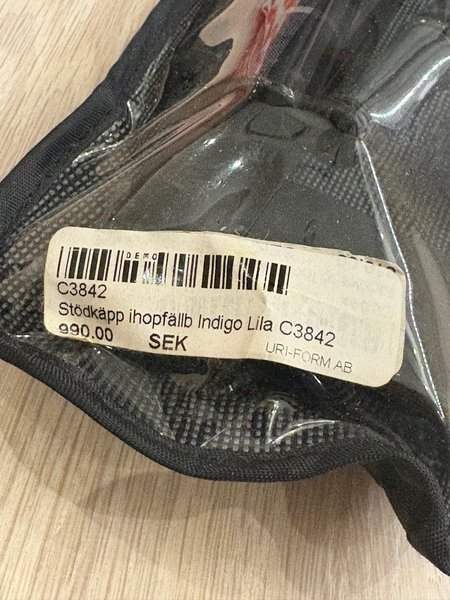 DEMO
C3842
Stödkäpp ihopfällb Indigo Lila C3842
990.00 SEK
URI-FORM AB